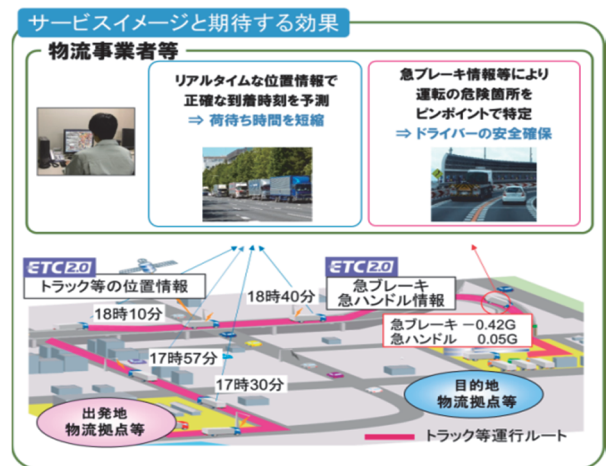 サービスイメージと期待する効果
物流事業者等
リアルタイムな位置情報で
正確な到着時刻を予測
⇒ 荷待ち時間を短縮
急ブレーキ情報等により
運転の危険箇所を
ピンポイントで特定
⇒ ドライバーの安全確保
ETC2.0
トラック等の位置情報
ETC2.0
急ブレーキ
急ハンドル情報
18時10分
18時40分
急ブレーキ －0.42G
急ハンドル 0.05G
17時57分
17時30分
目的地
物流拠点等
出発地
物流拠点等
トラック等運行ルート